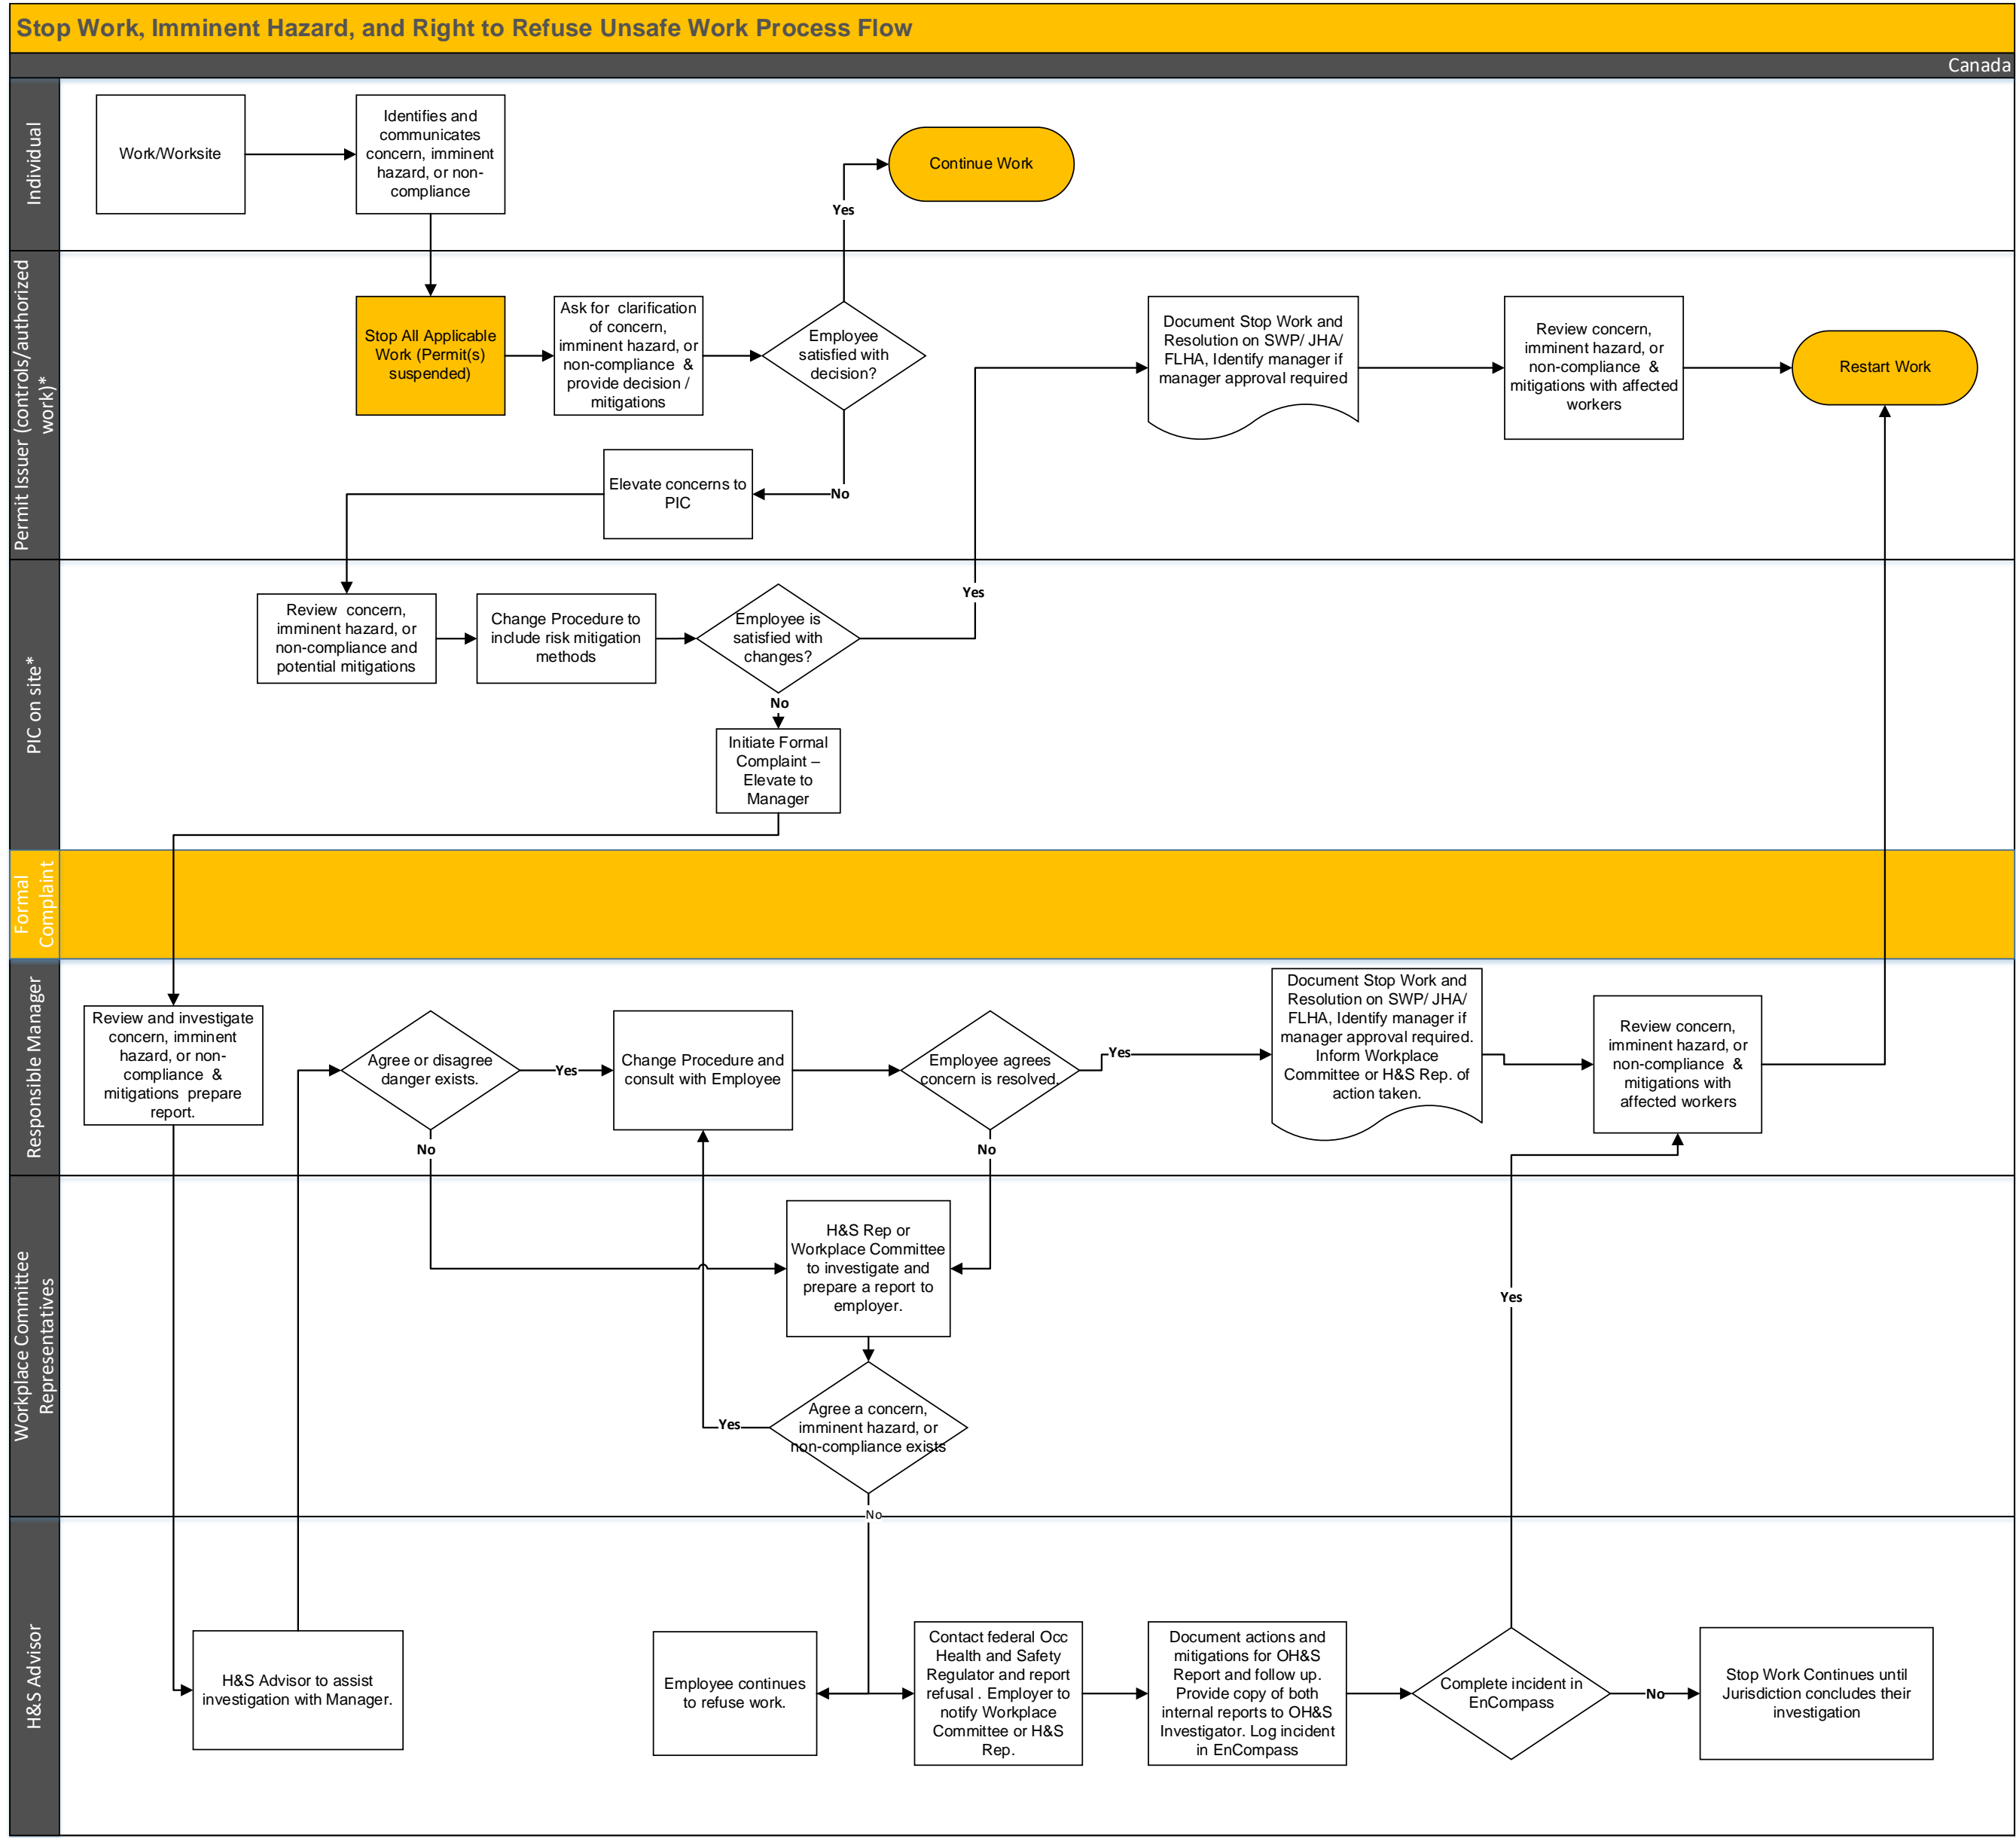 Stop Work, Imminent Hazard, and Right to Refuse Unsafe Work Process Flow
Canada
Individual
Work/Worksite
Identifies and
communicates
concern, imminent
hazard, or non-
compliance
Continue Work
Yes
Permit Issuer (controls/authorized
work)*
Stop All Applicable
Work (Permit(s)
suspended)
Ask for clarification
of concern,
imminent hazard, or
non-compliance &
provide decision /
mitigations
Employee
satisfied with
decision?
Document Stop Work and
Resolution on SWP/ JHA/
FLHA, Identify manager if
manager approval required
Review concern,
imminent hazard, or
non-compliance &
mitigations with affected
workers
Restart Work
Elevate concerns to
PIC
No
PIC on site*
Review concern,
imminent hazard, or
non-compliance and
potential mitigations
Change Procedure to
include risk mitigation
methods
Employee is
satisfied with
changes?
Yes
No
Initiate Formal
Complaint –
Elevate to
Manager
Formal
Complaint
Responsible Manager
Review and investigate
concern, imminent
hazard, or non-
compliance &
mitigations prepare
report.
Agree or disagree
danger exists.
Yes
Change Procedure and
consult with Employee
Employee agrees
concern is resolved.
Yes
Document Stop Work and
Resolution on SWP/ JHA/
FLHA, Identify manager if
manager approval required.
Inform Workplace
Committee or H&S Rep. of
action taken.
Review concern,
imminent hazard, or
non-compliance &
mitigations with
affected workers
No
No
Workplace Committee
Representatives
H&S Rep or
Workplace Committee
to investigate and
prepare a report to
employer.
Yes
Yes
Agree a concern,
imminent hazard, or
non-compliance exists
No
H&S Advisor
H&S Advisor to assist
investigation with Manager.
Employee continues
to refuse work.
Contact federal Occ
Health and Safety
Regulator and report
refusal . Employer to
notify Workplace
Committee or H&S
Rep.
Document actions and
mitigations for OH&S
Report and follow up.
Provide copy of both
internal reports to OH&S
Investigator. Log incident
in EnCompass
Complete incident in
EnCompass
No
Stop Work Continues until
Jurisdiction concludes their
investigation